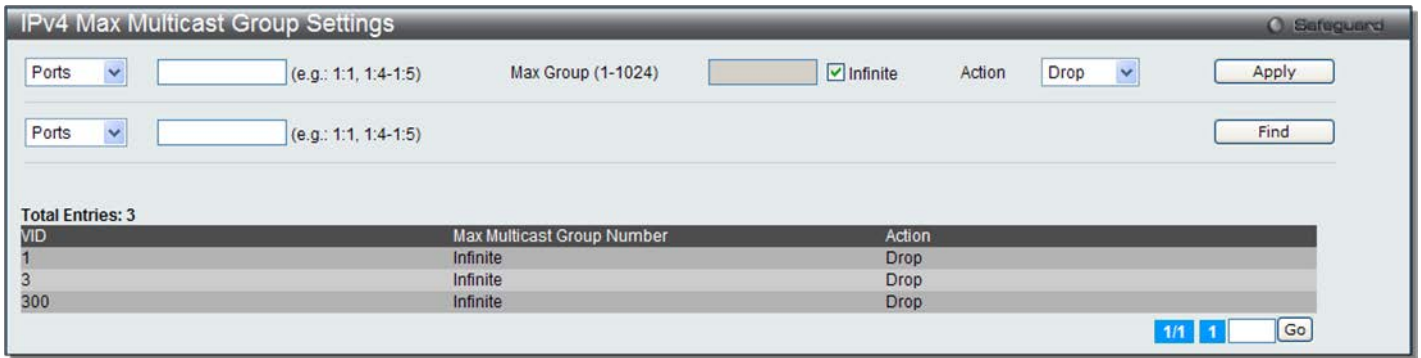 IPv4 Max Multicast Group Settings Safeguard
Ports (e.g.: 1:1, 1:4-1:5) Max Group (1-1024) Infinite Action Drop Apply
Ports (e.g.: 1:1, 1:4-1:5) Find
Total Entries: 3
VID Max Multicast Group Number Action
1 Infinite Drop
3 Infinite Drop
300 Infinite Drop
1/1 1 Go